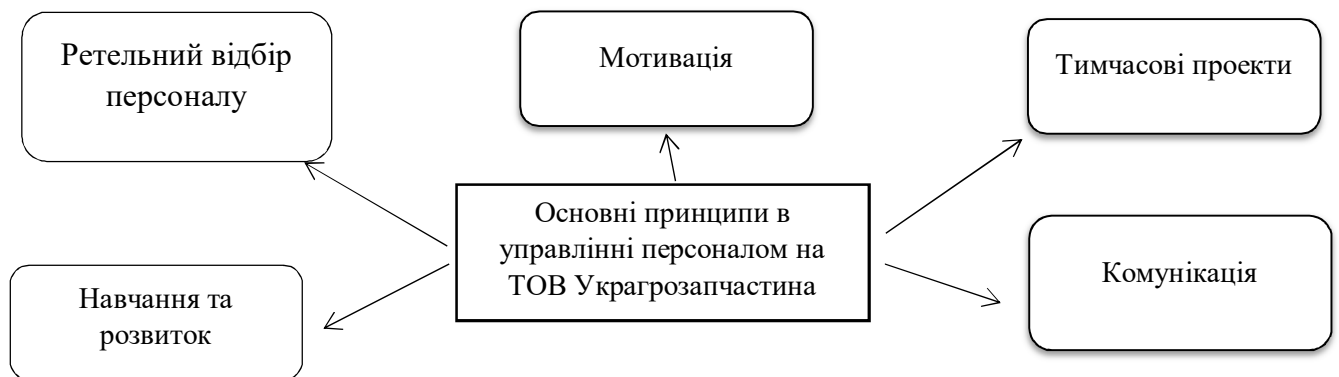 Ретельний відбір
персоналу
Мотивація
Тимчасові проекти
Основні принципи в
управлінні персоналом на
ТОВ Украгрозапчастина
Навчання та
розвиток
Комунікація